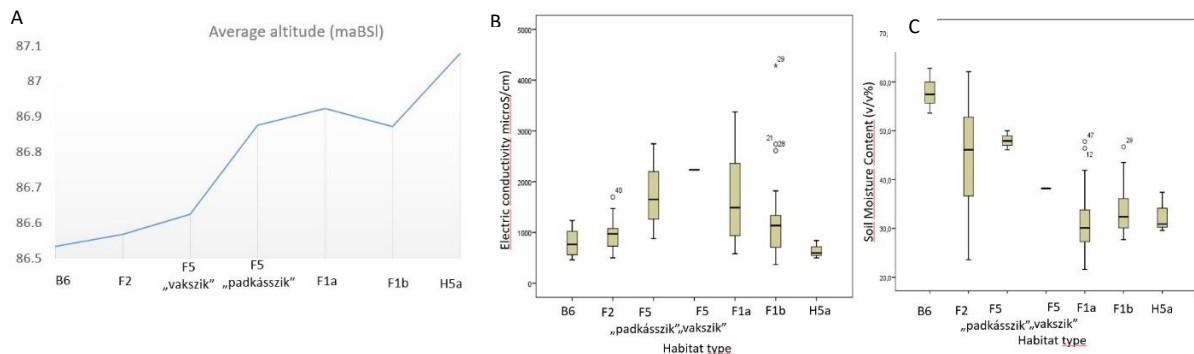 A
Average altitude (maBSl)
87.1
87
86.9
86.8
86.7
86.6
86.5
B6 F2 F5 „vakszik” F5 „padkásszik” F1a F1b H5a
B
Electric conductivity microS/cm
5000
4000
3000
2000
1000
0
40
29
21
28
B6 F2 F5 F5 F1a F1b H5a
„padkásszik”„vakszik”
Habitat type
C
Soil Moisture Content (v/v%)
70,
60,0
50,0
40,0
30,0
20,0
47
12
29
B6 F2 F5 F5 F1a F1b H5a
„padkásszik” „vakszik”
Habitat type